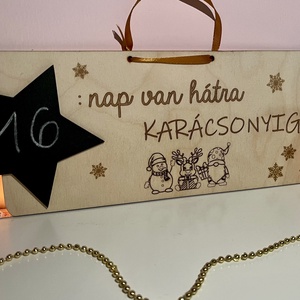 16
: nap van hátra
KARÁCSONYIG